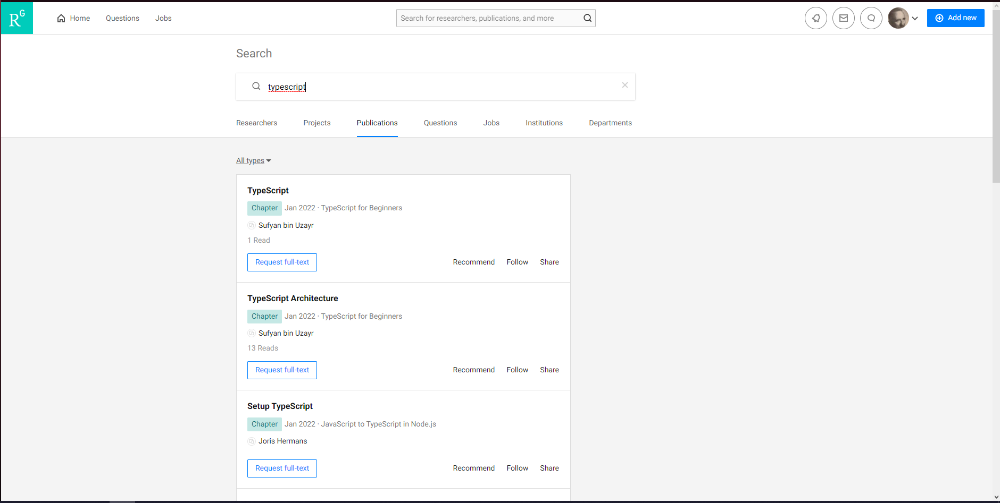 RG
Home Questions Jobs Search for researchers, publications, and more Add new
Search
typescript
Researchers Projects Publications Questions Jobs Institutions Departments
All types
TypeScript
Chapter Jan 2022 · TypeScript for Beginners
Sufyan bin Uzayr
1 Read
Request full-text Recommend Follow Share
TypeScript Architecture
Chapter Jan 2022 · TypeScript for Beginners
Sufyan bin Uzayr
13 Reads
Request full-text Recommend Follow Share
Setup TypeScript
Chapter Jan 2022 · JavaScript to TypeScript in Node.js
Joris Hermans
Request full-text Recommend Follow Share